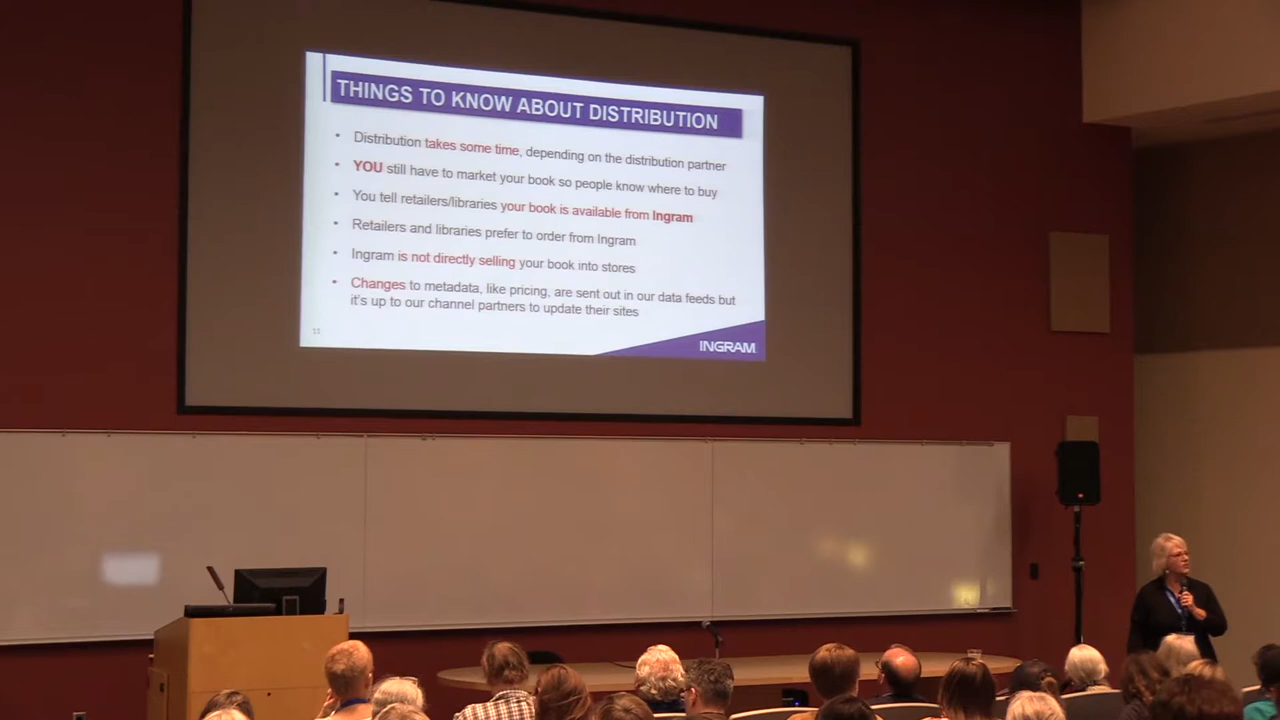 THINGS TO KNOW ABOUT DISTRIBUTION
• Distribution takes some time, depending on the distribution partner
• YOU still have to market your book so people know where to buy
• You tell retailers/libraries your book is available from Ingram
• Retailers and libraries prefer to order from Ingram
• Ingram is not directly selling your book into stores
• Changes to metadata, like pricing, are sent out in our data feeds but
it's up to our channel partners to update their sites
11
INGRAM